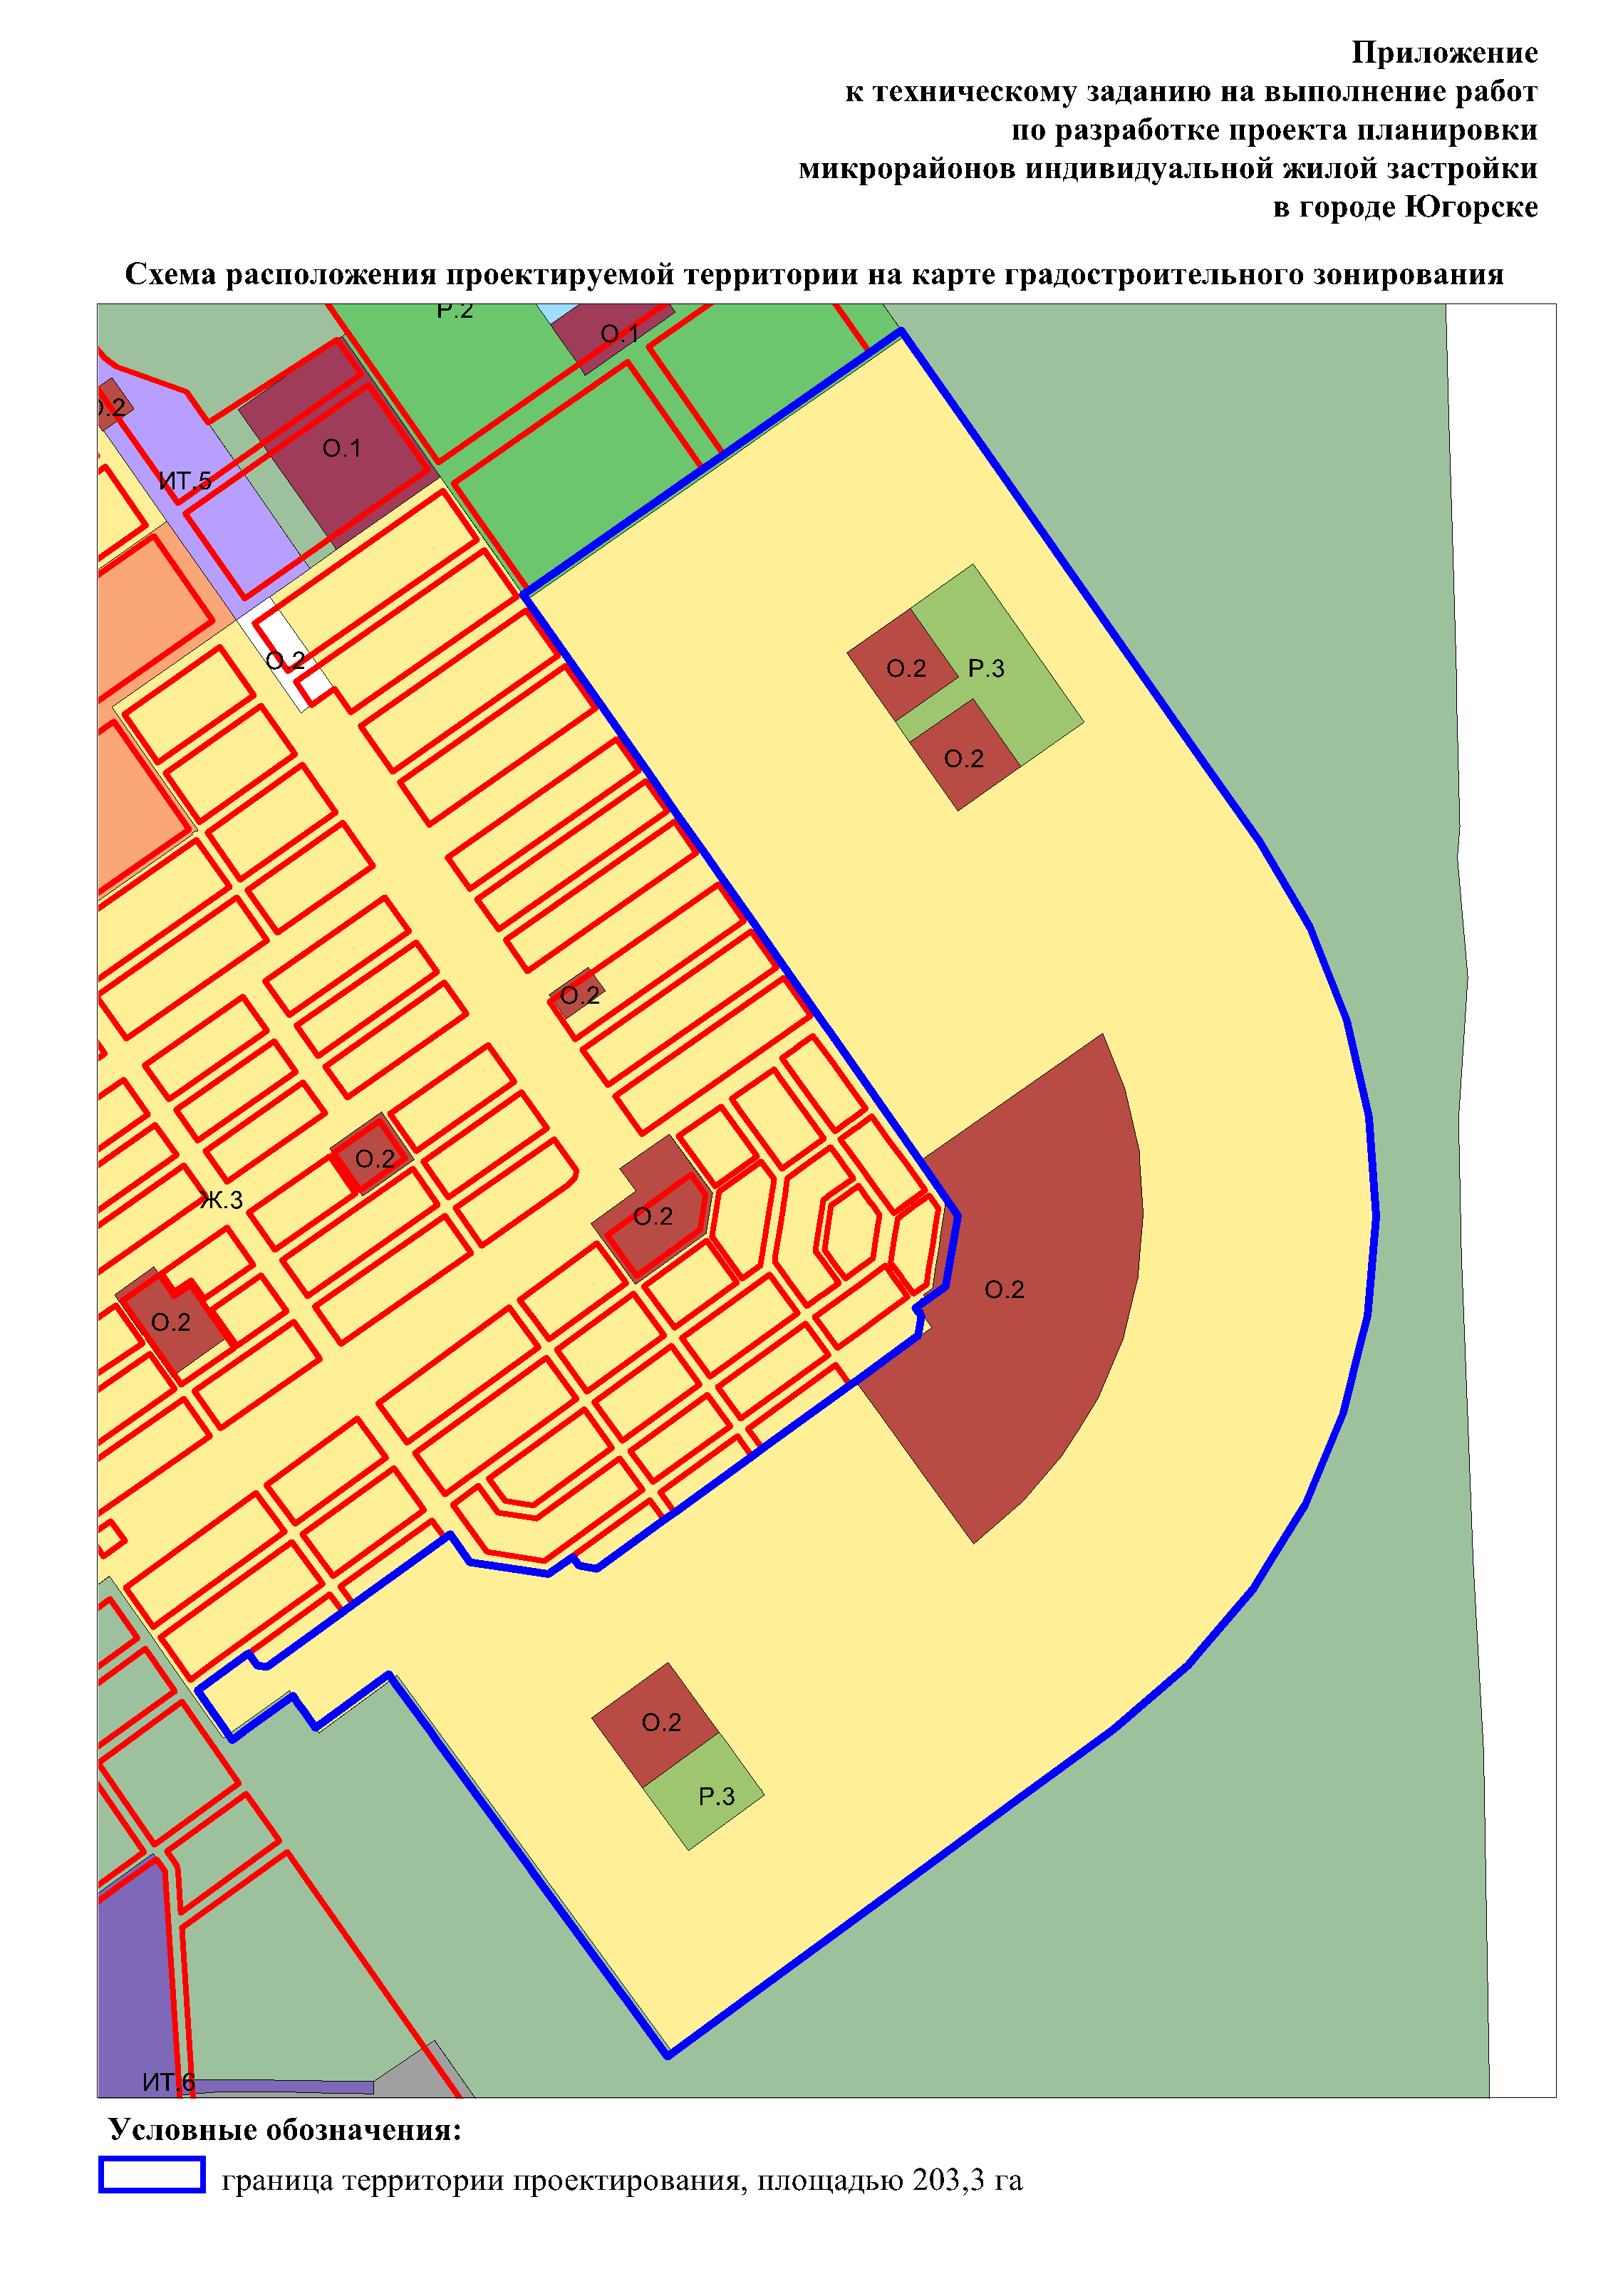 Приложение
к техническому заданию на выполнение работ
по разработке проекта планировки
микрорайонов индивидуальной жилой застройки
в городе Югорске
Схема расположения проектируемой территории на карте градостроительного зонирования
Р.2
О.1
О.2
О.1
ИТ.5
О.2
О.2
Р.3
О.2
О.2
О.2
Ж.3
О.2
О.2
О.2
О.2
Р.3
ИТ.6
Условные обозначения:
граница территории проектирования, площадью 203,3 га